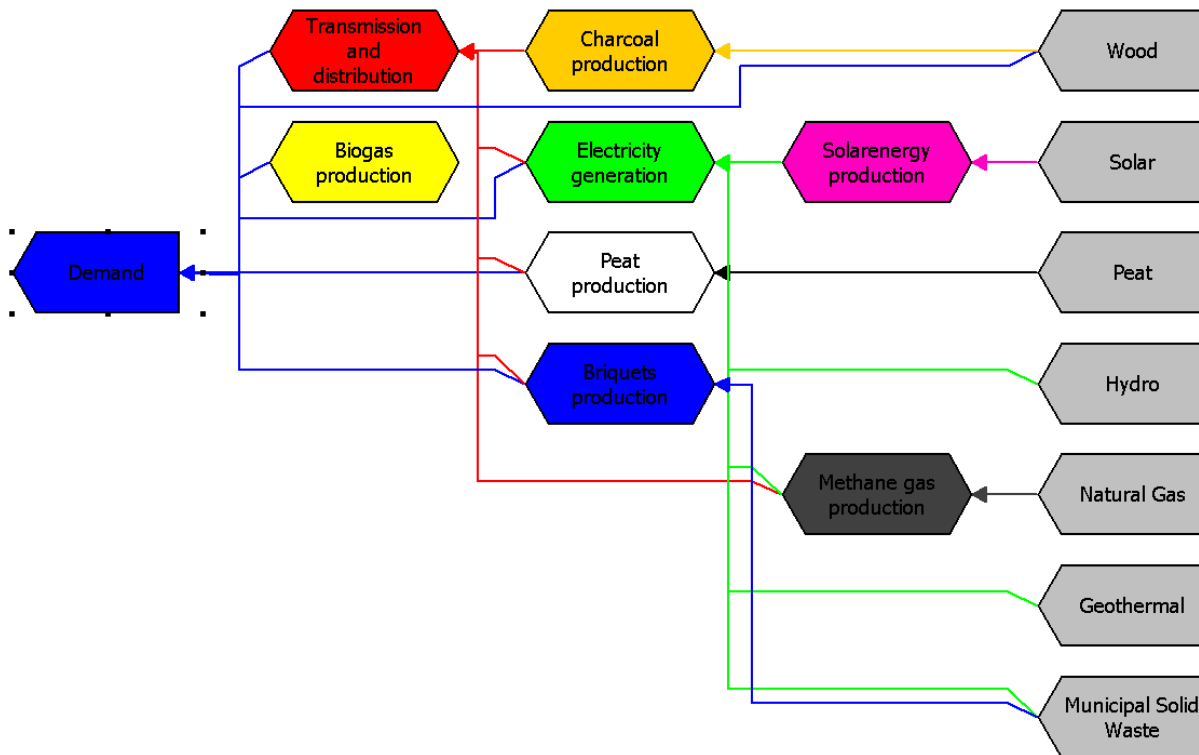 Transmission
and
distribution
Charcoal
production
Wood
Biogas
production
Electricity
generation
Solarenergy
production
Solar
Demand
Peat
production
Peat
Briquets
production
Hydro
Methane gas
production
Natural Gas
Geothermal
Municipal Solid
Waste